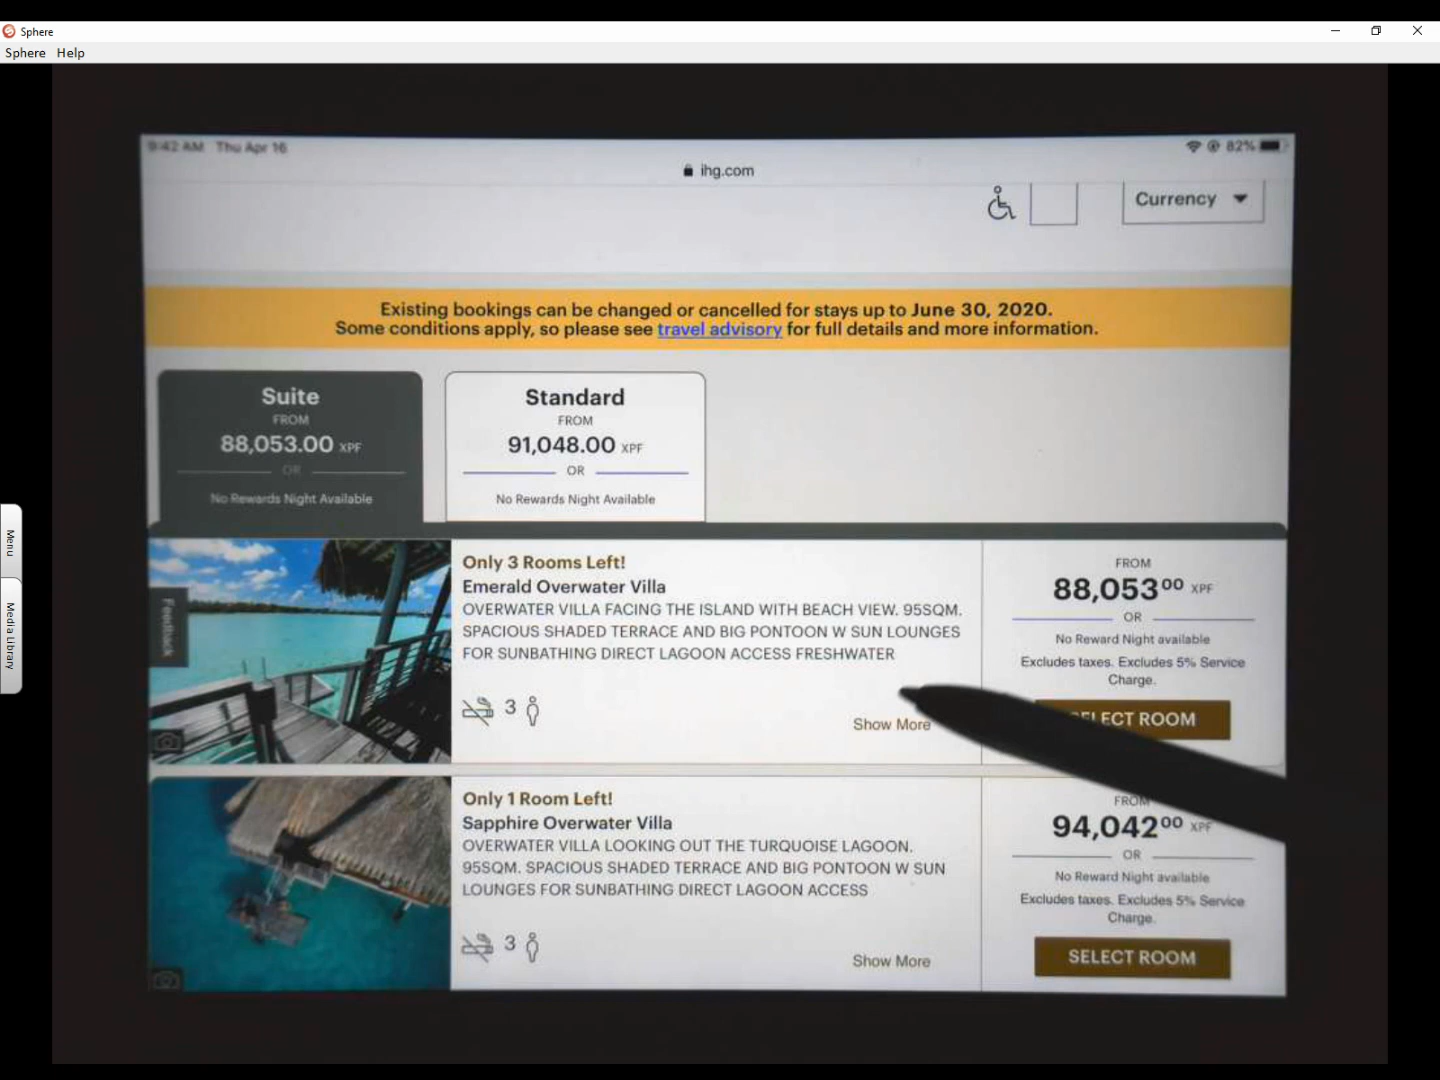 Sphere
Sphere Help
9:42 AM Thu Apr 16
82%
ihg.com
Currency
Existing bookings can be changed or cancelled for stays up to June 30, 2020.
Some conditions apply, so please see travel advisory for full details and more information.
Suite
FROM
88,053.00 XPF
OR
No Rewards Night Available
Standard
FROM
91,048.00 XPF
OR
No Rewards Night Available
Menu
Media Library
Feedback
Only 3 Rooms Left!
Emerald Overwater Villa
OVERWATER VILLA FACING THE ISLAND WITH BEACH VIEW. 95SQM.
SPACIOUS SHADED TERRACE AND BIG PONTOON W SUN LOUNGES
FOR SUNBATHING DIRECT LAGOON ACCESS FRESHWATER
3
Show More
FROM
88,053⁰⁰ XPF
OR
No Reward Night available
Excludes taxes. Excludes 5% Service
Charge.
SELECT ROOM
Only 1 Room Left!
Sapphire Overwater Villa
OVERWATER VILLA LOOKING OUT THE TURQUOISE LAGOON.
95SQM. SPACIOUS SHADED TERRACE AND BIG PONTOON W SUN
LOUNGES FOR SUNBATHING DIRECT LAGOON ACCESS
3
Show More
FROM
94,042⁰⁰ XPF
OR
No Reward Night available
Excludes taxes. Excludes 5% Service
Charge.
SELECT ROOM